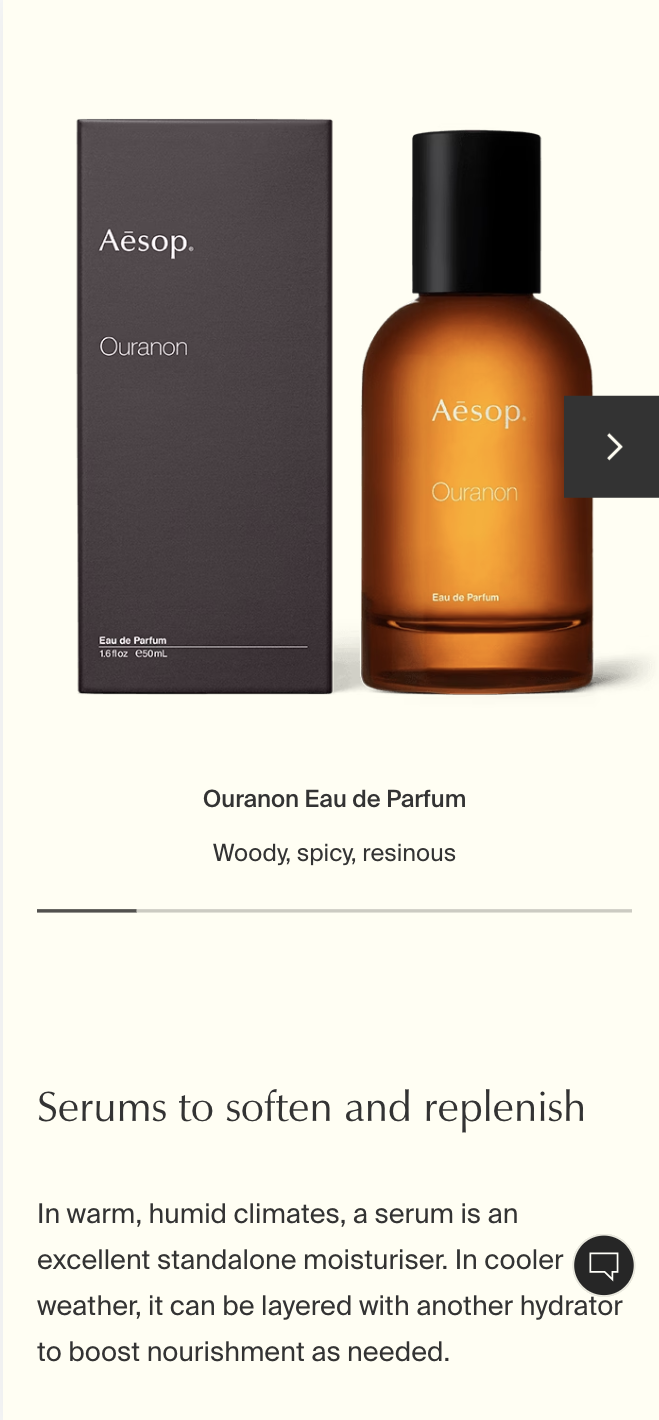 Aēsop.
Ouranon
Eau de Parfum
1.6 fl oz ℮50mL
Aēsop.
Ouranon
Eau de Parfum
Ouranon Eau de Parfum
Woody, spicy, resinous
Serums to soften and replenish
In warm, humid climates, a serum is an
excellent standalone moisturiser. In cooler
weather, it can be layered with another hydrator
to boost nourishment as needed.